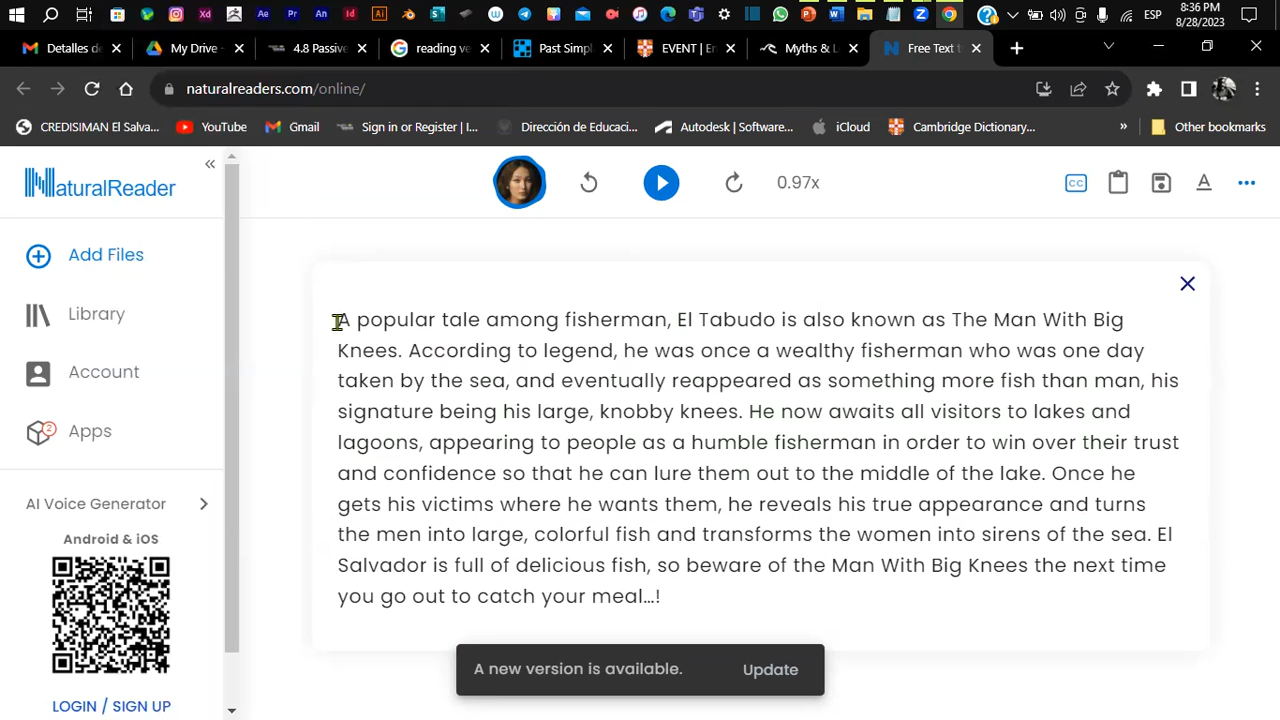 8:36 PM
ESP
8/28/2023
Detalles de
My Drive -
4.8 Passive
reading ve
Past Simpl
EVENT | En
Myths & L
Free Text t
naturalreaders.com/online/
CREDISIMAN El Salva...
YouTube
Gmail
Sign in or Register | I...
Dirección de Educaci...
Autodesk | Software...
iCloud
Cambridge Dictionary...
»
Other bookmarks
NaturalReader
«
0.97x
CC
A
Add Files
Library
Account
Apps
2
AI Voice Generator
Android & iOS
LOGIN / SIGN UP
A popular tale among fisherman, El Tabudo is also known as The Man With Big
Knees. According to legend, he was once a wealthy fisherman who was one day
taken by the sea, and eventually reappeared as something more fish than man, his
signature being his large, knobby knees. He now awaits all visitors to lakes and
lagoons, appearing to people as a humble fisherman in order to win over their trust
and confidence so that he can lure them out to the middle of the lake. Once he
gets his victims where he wants them, he reveals his true appearance and turns
the men into large, colorful fish and transforms the women into sirens of the sea. El
Salvador is full of delicious fish, so beware of the Man With Big Knees the next time
you go out to catch your meal…!
A new version is available.
Update